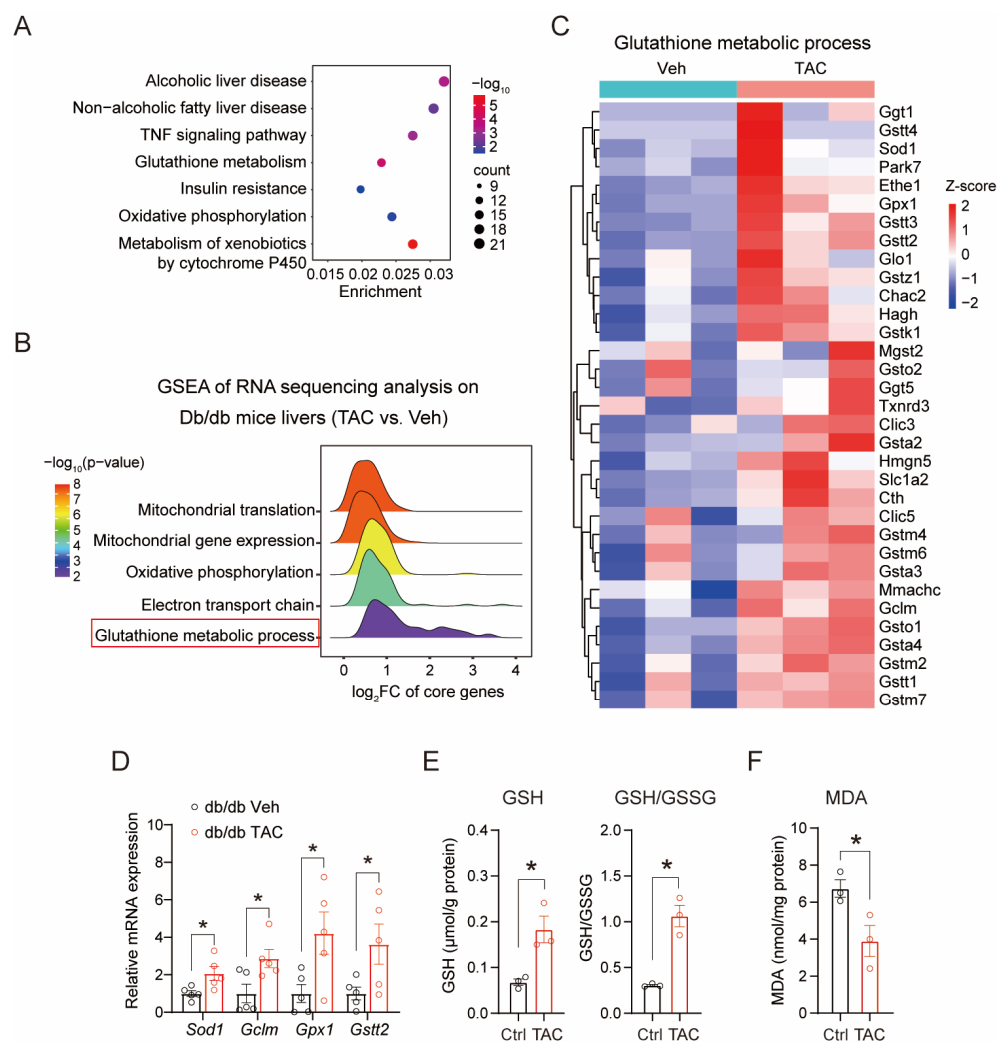 A
Alcoholic liver disease
Non-alcoholic fatty liver disease
TNF signaling pathway
Glutathione metabolism
Insulin resistance
Oxidative phosphorylation
Metabolism of xenobiotics
by cytochrome P450
0.015
0.02
0.025
0.03
Enrichment
−log10
5
4
3
2
count
9
12
15
18
21
B
GSEA of RNA sequencing analysis on
Db/db mice livers (TAC vs. Veh)
−log10(p-value)
8
7
6
5
4
3
2
Mitochondrial translation
Mitochondrial gene expression
Oxidative phosphorylation
Electron transport chain
Glutathione metabolic process
0 1 2 3 4
log2FC of core genes
C
Glutathione metabolic process
Veh TAC
Ggt1
Gstt4
Sod1
Park7
Ethe1
Gpx1
Gstt3
Gstt2
Glo1
Gstz1
Chac2
Hagh
Gstk1
Mgst2
Gsto2
Ggt5
Txnrd3
Clic3
Gsta2
Hmgn5
Slc1a2
Cth
Clic5
Gstm4
Gstm6
Gsta3
Mmachc
Gclm
Gsto1
Gsta4
Gstm2
Gstt1
Gstm7
Z-score
2
1
0
−1
−2
D
db/db Veh
db/db TAC
Relative mRNA expression
10
8
6
4
2
0
* * * *
Sod1 Gclm Gpx1 Gstt2
E
GSH
GSH (μmol/g protein)
0.4
0.3
0.2
0.1
0.0
*
Ctrl TAC
GSH/GSSG
GSH/GSSG
2.0
1.5
1.0
0.5
0.0
*
Ctrl TAC
F
MDA
MDA (nmol/mg protein)
10
8
6
4
2
0
*
Ctrl TAC